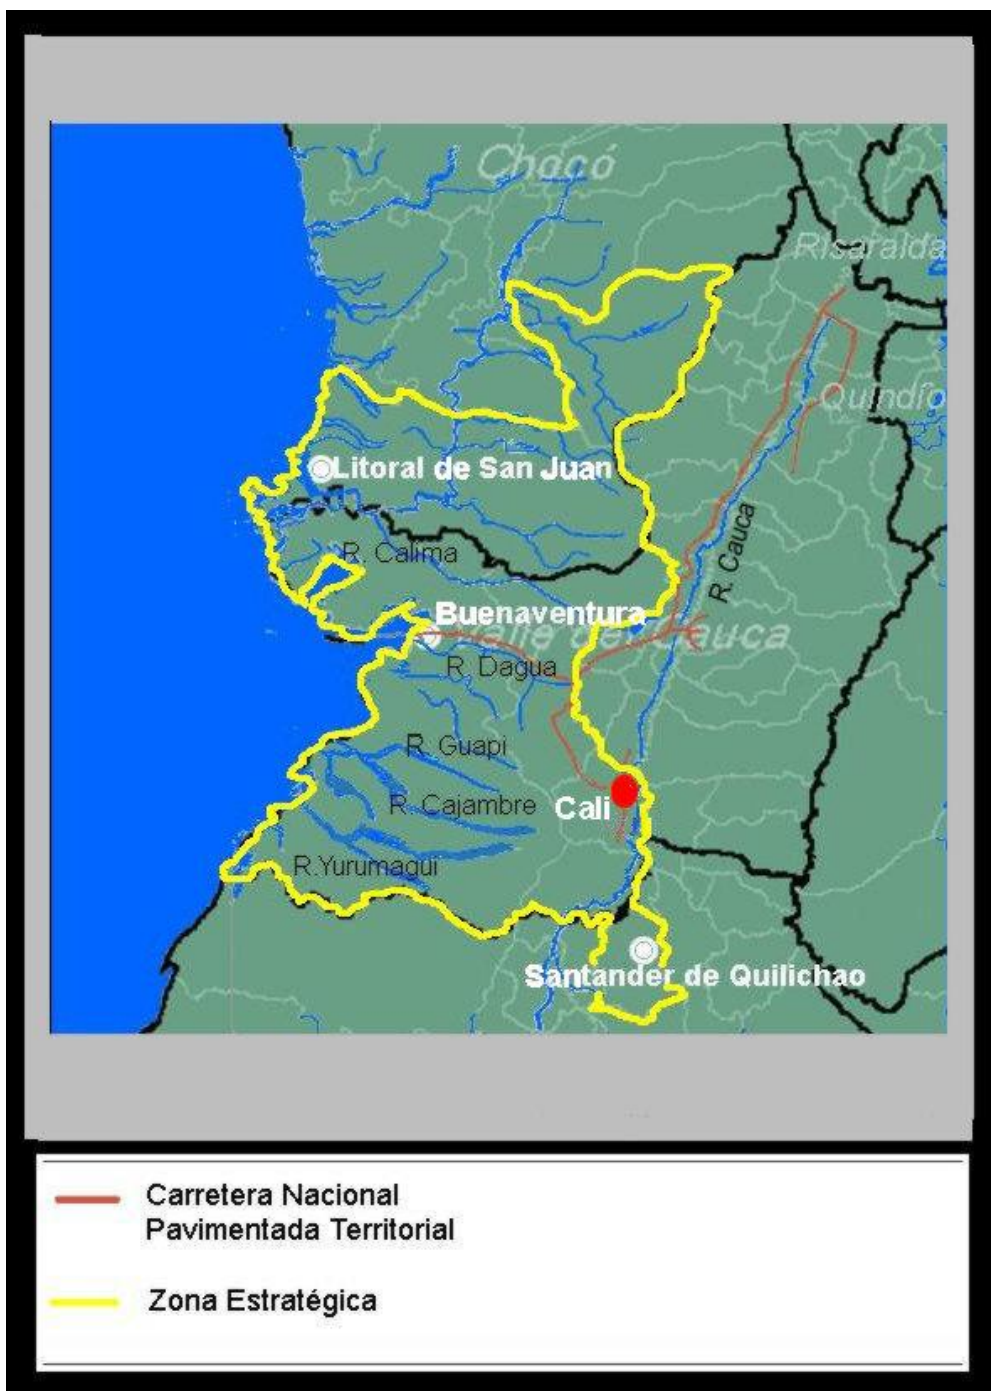 Chocó
Risaralda
Quindío
Litoral de San Juan
R. Cauca
R. Calima
Buenaventura
Valle del Cauca
R. Dagua
R. Guapi
R. Cajambre
Cali
R.Yurumaqui
Santander de Quilichao
Carretera Nacional
Pavimentada Territorial
Zona Estratégica